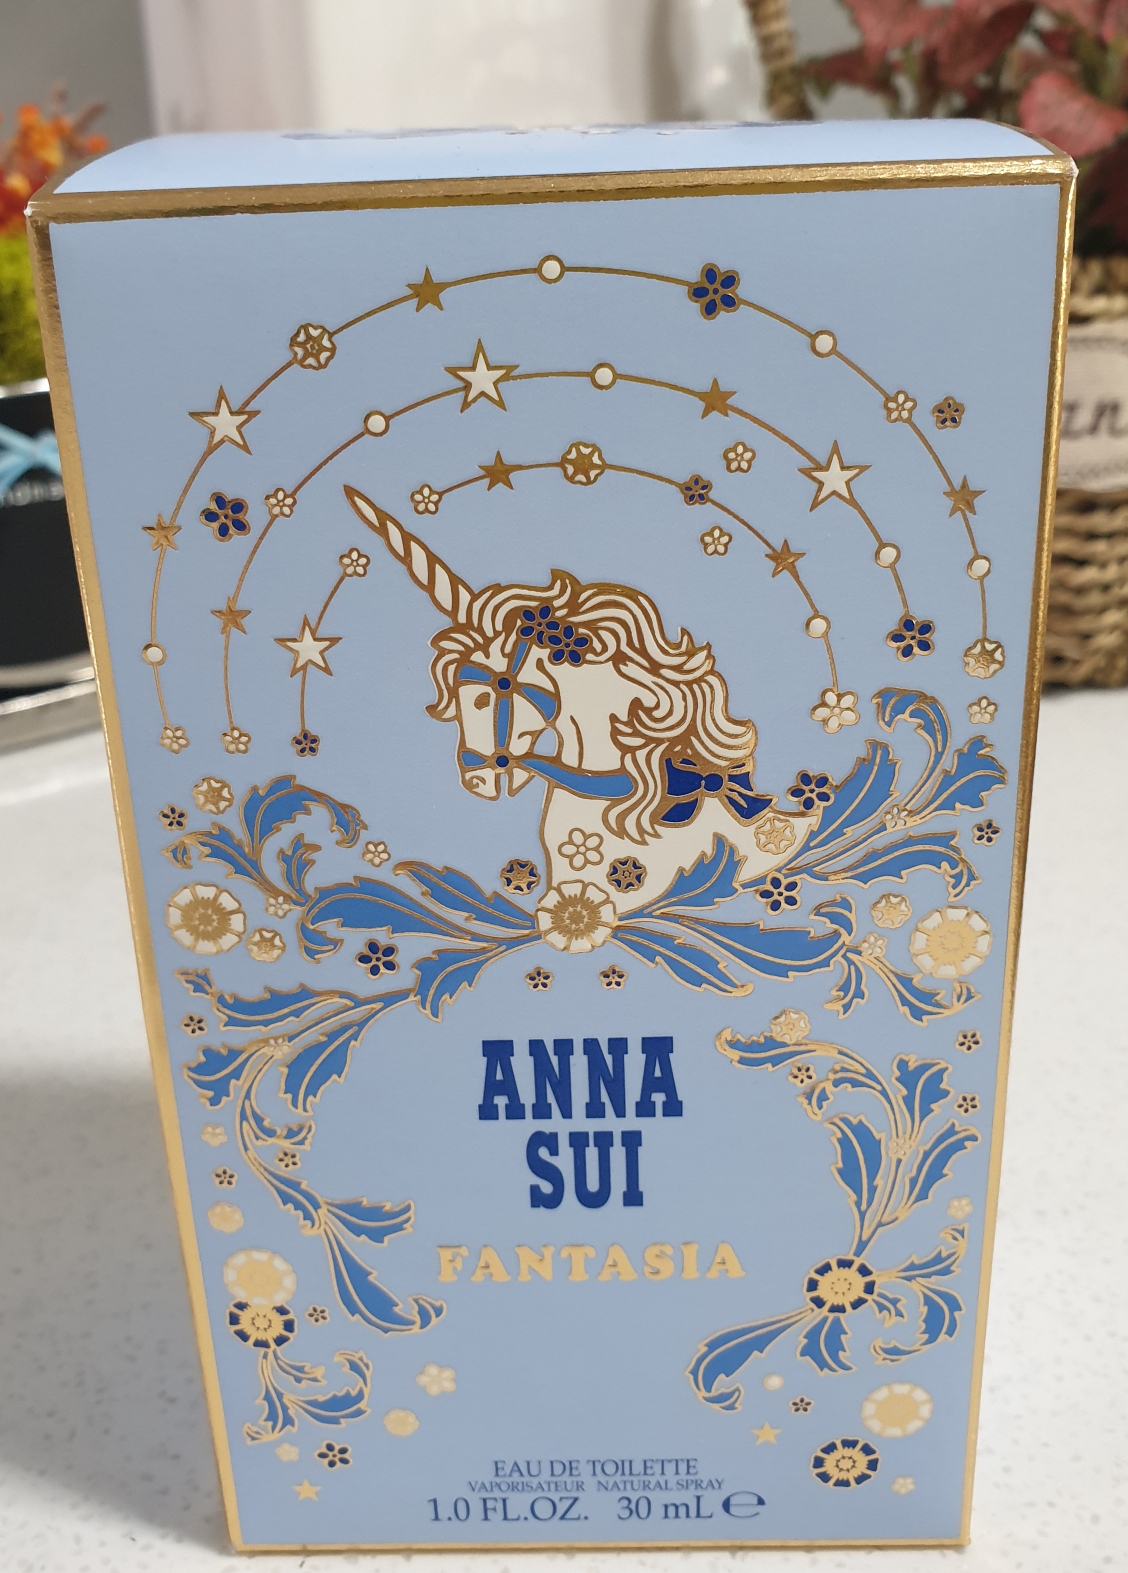 ANNA
SUI
FANTASIA
EAU DE TOILETTE
VAPORISATEUR NATURAL SPRAY
1.0 FL.OZ. 30 mL ℮